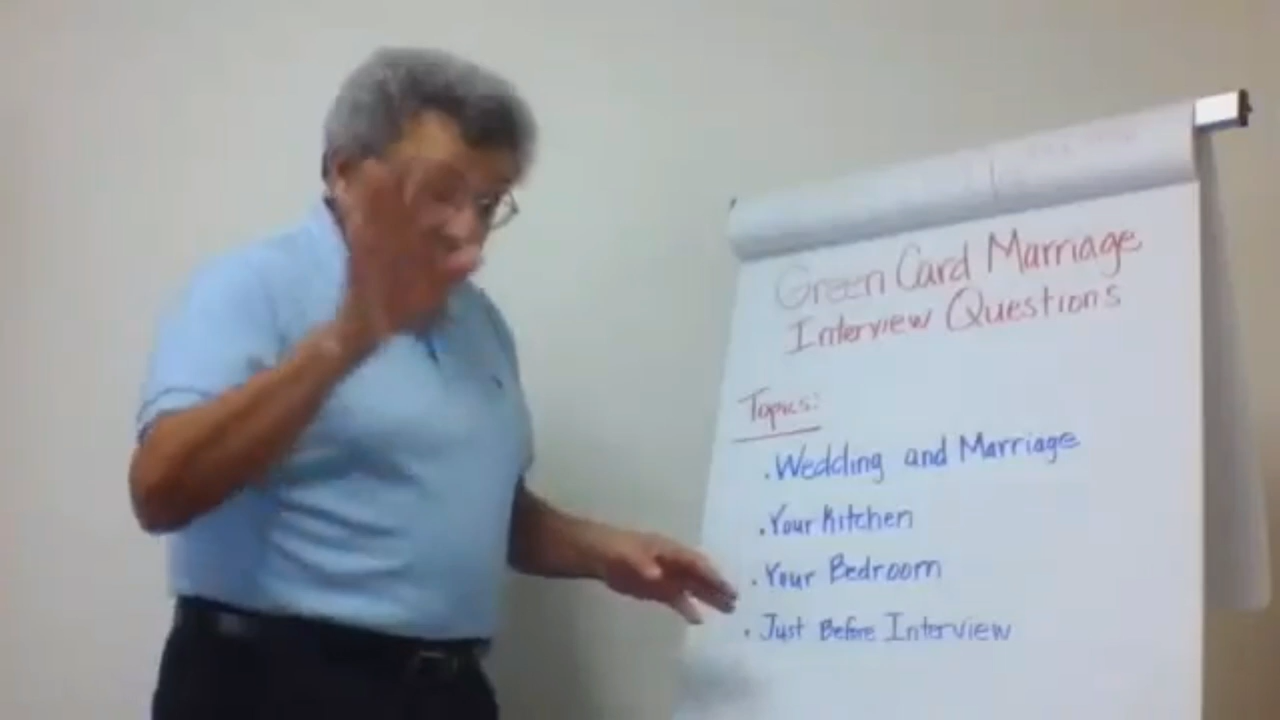 Green Card Marriage
Interview Questions
Topics:
. Wedding and Marriage
. Your Kitchen
. Your Bedroom
. Just Before Interview